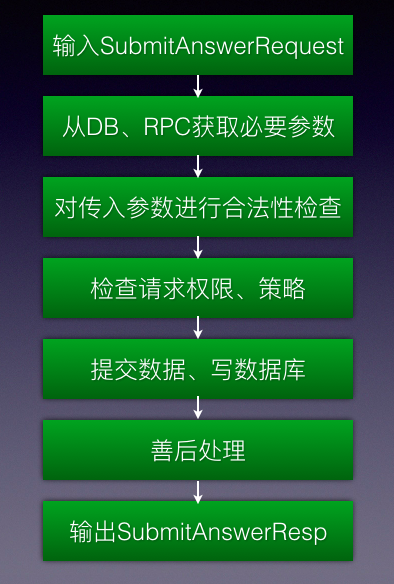 输入SubmitAnswerRequest
从DB、RPC获取必要参数
对传入参数进行合法性检查
检查请求权限、策略
提交数据、写数据库
善后处理
输出SubmitAnswerResp